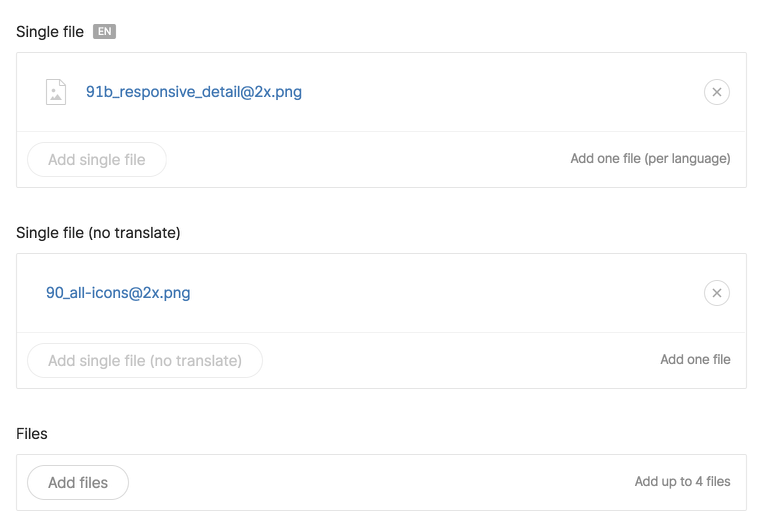 Single file EN
91b_responsive_detail@2x.png
Add single file Add one file (per language)
Single file (no translate)
90_all-icons@2x.png
Add single file (no translate) Add one file
Files
Add files Add up to 4 files